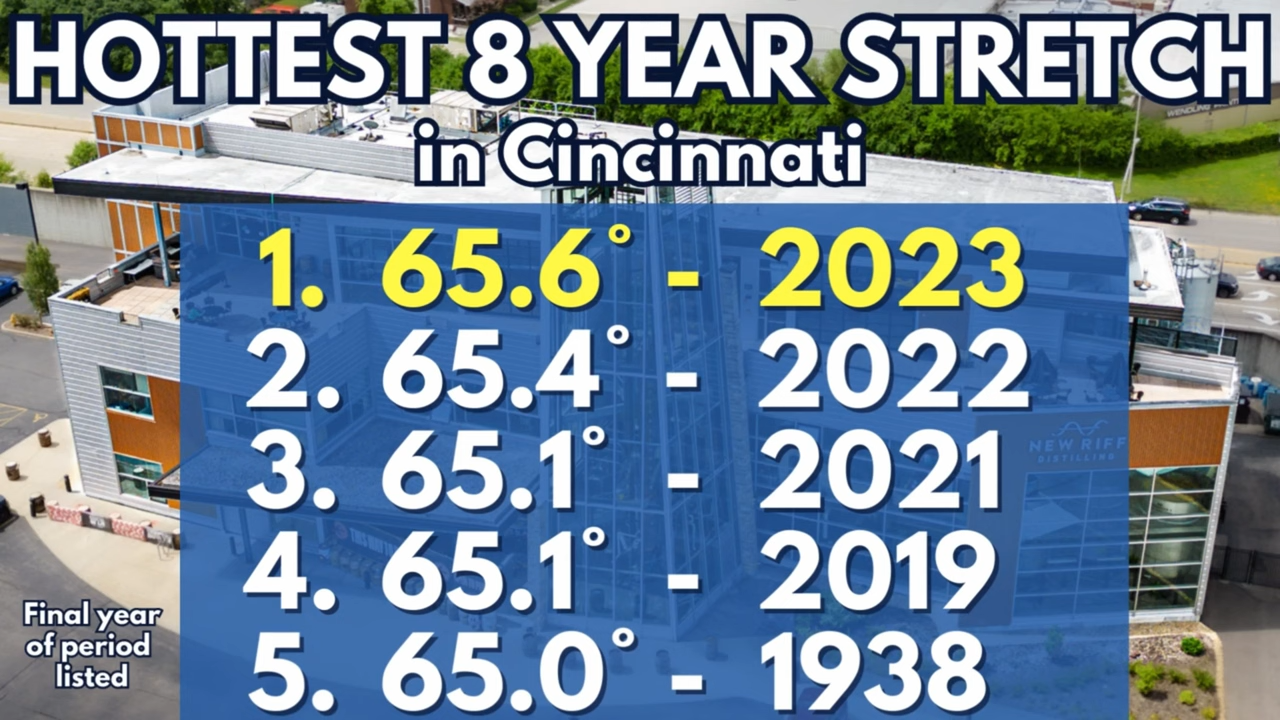 HOTTEST 8 YEAR STRETCH
in Cincinnati
1. 65.6° - 2023
2. 65.4° - 2022
3. 65.1° - 2021
4. 65.1° - 2019
5. 65.0° - 1938
Final year
of period
listed
NEW RIFF
DISTILLING